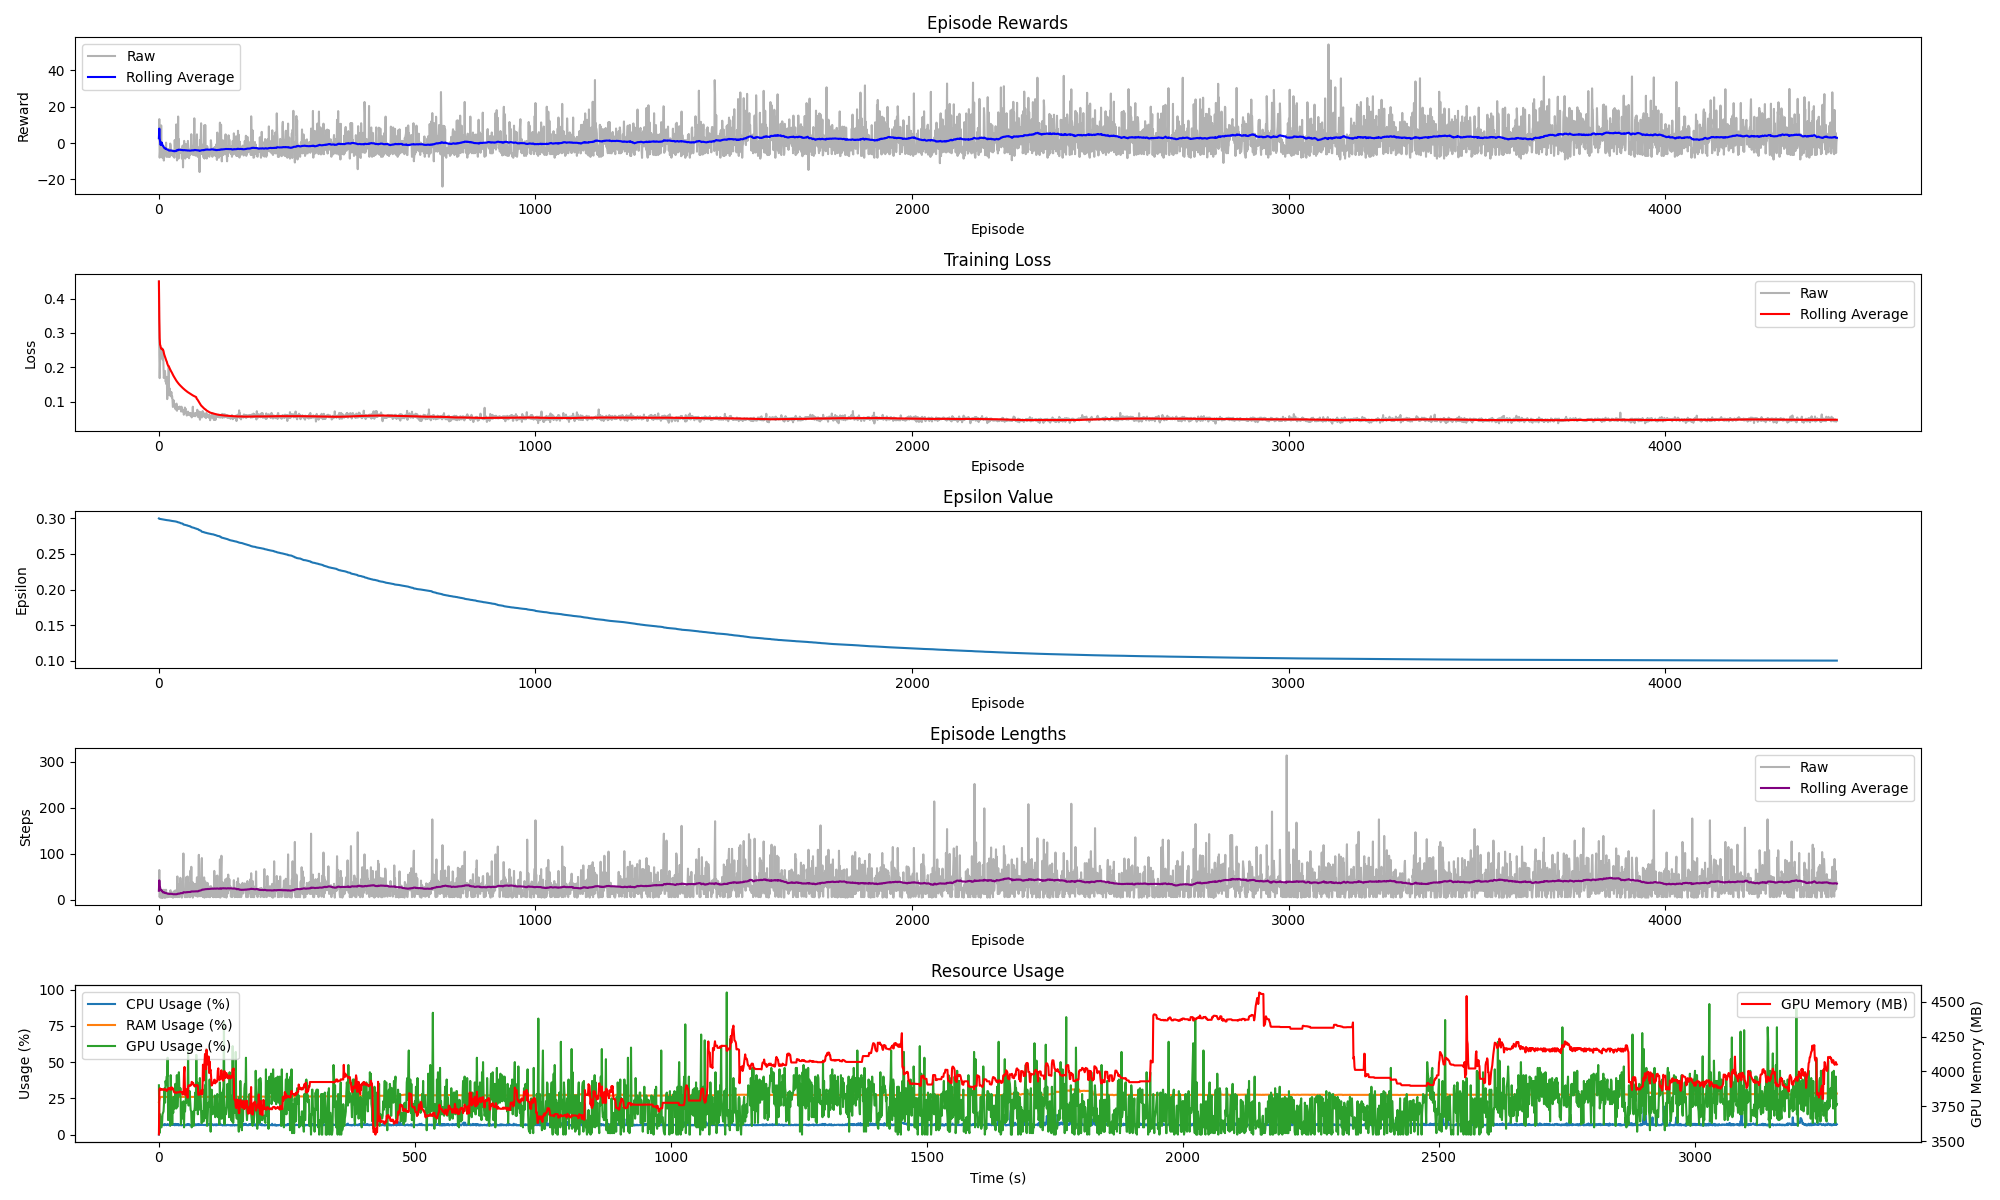 Episode Rewards
Raw
Rolling Average
Reward
40
20
0
−20
0
1000
2000
3000
4000
Episode
Training Loss
Raw
Rolling Average
Loss
0.4
0.3
0.2
0.1
0
1000
2000
3000
4000
Episode
Epsilon Value
Epsilon
0.30
0.25
0.20
0.15
0.10
0
1000
2000
3000
4000
Episode
Episode Lengths
Raw
Rolling Average
Steps
300
200
100
0
0
1000
2000
3000
4000
Episode
Resource Usage
CPU Usage (%)
RAM Usage (%)
GPU Usage (%)
GPU Memory (MB)
Usage (%)
100
75
50
25
0
4500
4250
4000
3750
3500
GPU Memory (MB)
0
500
1000
1500
2000
2500
3000
Time (s)